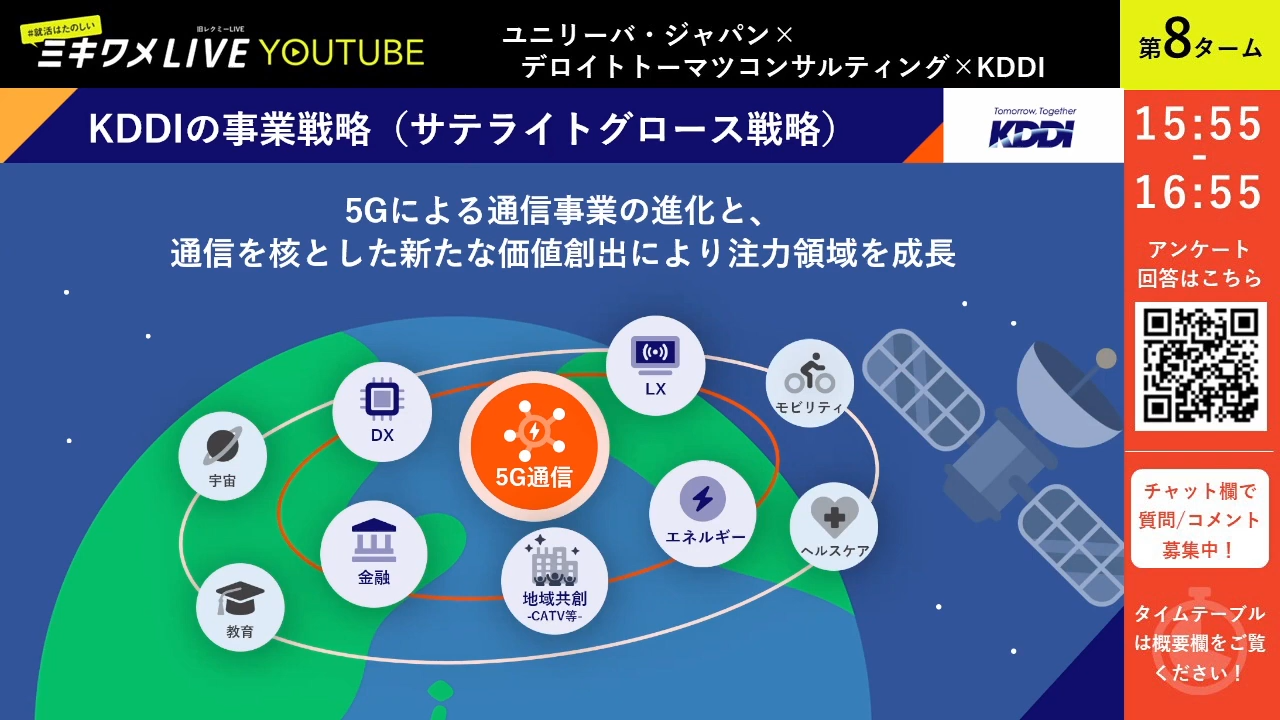 #就活はたのしい
旧レクミーLIVE
ミキワメLIVE YOUTUBE
ユニリーバ・ジャパン×
デロイトトーマツコンサルティング×KDDI
第8ターム
KDDIの事業戦略（サテライトグロース戦略）
Tomorrow, Together
KDDI
15:55
-
16:55
アンケート
回答はこちら
チャット欄で
質問/コメント
募集中！
タイムテーブル
は概要欄をご覧
ください！
5Gによる通信事業の進化と、
通信を核とした新たな価値創出により注力領域を成長
LX
モビリティ
DX
宇宙
5G通信
エネルギー
ヘルスケア
金融
地域共創
-CATV等-
教育